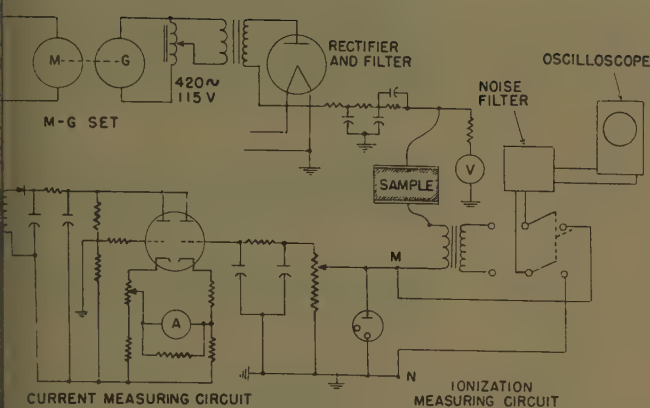 M
G
M-G SET
420~
115 V
RECTIFIER
AND FILTER
OSCILLOSCOPE
NOISE
FILTER
SAMPLE
V
M
A
N
CURRENT MEASURING CIRCUIT
IONIZATION
MEASURING CIRCUIT